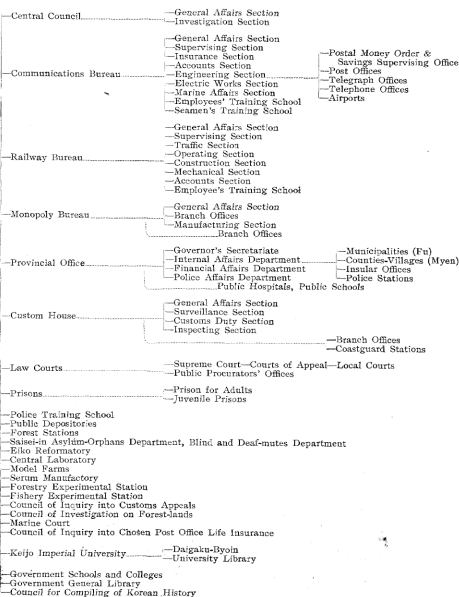 —Central Council
—General Affairs Section
—Investigation Section
—Communications Bureau
—General Affairs Section
—Supervising Section
—Insurance Section
—Accounts Section
—Engineering Section
—Electric Works Section
—Marine Affairs Section
—Employees' Training School
—Seamen's Training School
—Postal Money Order &
Savings Supervising Office
—Post Offices
—Telegraph Offices
—Telephone Offices
—Airports
—Railway Bureau
—General Affairs Section
—Supervising Section
—Traffic Section
—Operating Section
—Construction Section
—Mechanical Section
—Accounts Section
—Employee's Training School
—Monopoly Bureau
—General Affairs Section
—Branch Offices
—Manufacturing Section
Branch Offices
—Provincial Office
—Governor's Secretariate
—Internal Affairs Department
—Financial Affairs Department
—Police Affairs Department
Public Hospitals, Public Schools
—Municipalities (Fu)
—Counties-Villages (Myen)
—Insular Offices
—Police Stations
—Custom House
—General Affairs Section
—Surveillance Section
—Customs Duty Section
—Inspecting Section
—Branch Offices
—Coastguard Stations
—Law Courts
—Supreme Court—Courts of Appeal—Local Courts
—Public Procurators' Offices
—Prisons
—Prison for Adults
—Juvenile Prisons
—Police Training School
—Public Depositories
—Forest Stations
—Saisei-in Asylum-Orphans Department, Blind and Deaf-mutes Department
—Eiko Reformatory
—Central Laboratory
—Model Farms
—Serum Manufactory
—Forestry Experimental Station
—Fishery Experimental Station
—Council of Inquiry into Customs Appeals
—Council of Investigation on Forest-lands
—Marine Court
—Council of Inquiry into Chosen Post Office Life Insurance
—Keijo Imperial University
—Daigaku-Byoin
—University Library
—Government Schools and Colleges
—Government General Library
—Council for Compiling of Korean History